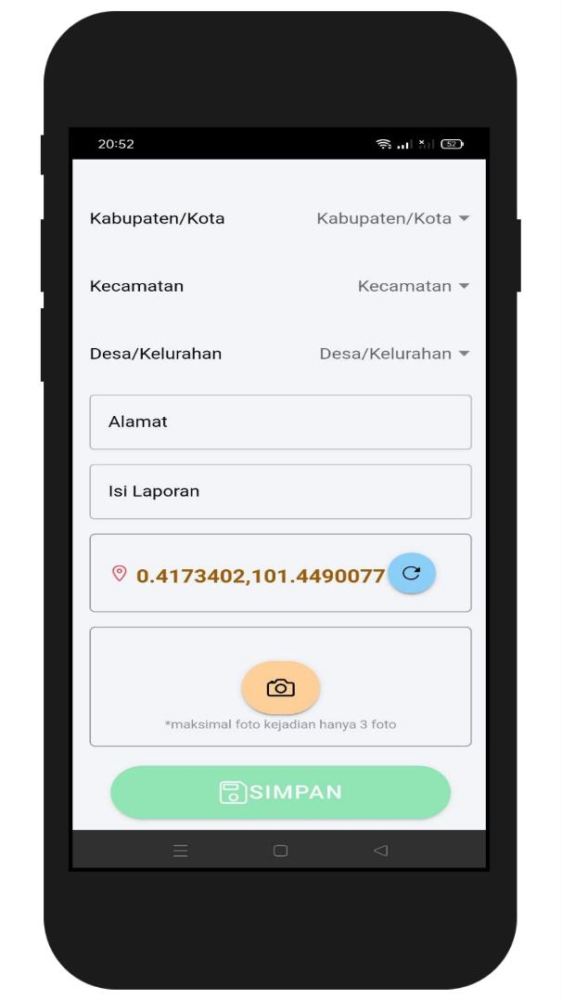 20:52
52
Kabupaten/Kota Kabupaten/Kota
Kecamatan Kecamatan
Desa/Kelurahan Desa/Kelurahan
Alamat
Isi Laporan
0.4173402,101.4490077
*maksimal foto kejadian hanya 3 foto
SIMPAN